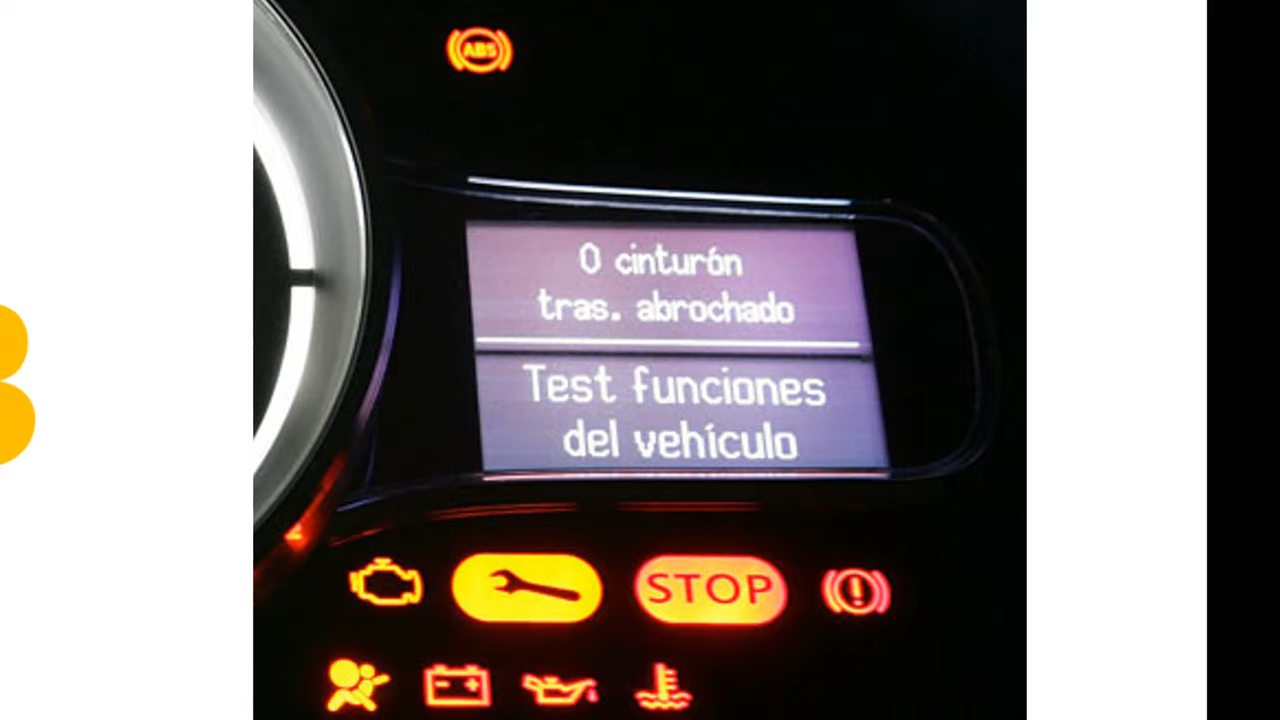 ABS
0 cinturón
tras. abrochado
Test funciones
del vehículo
STOP